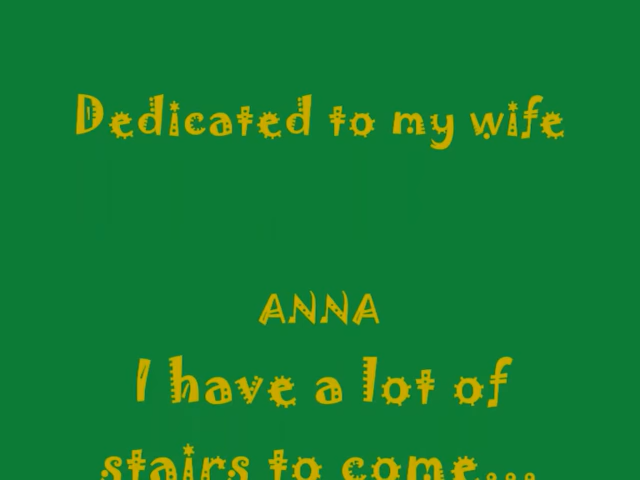 Dedicated to my wife
ANNA
I have a lot of
stairs to come...